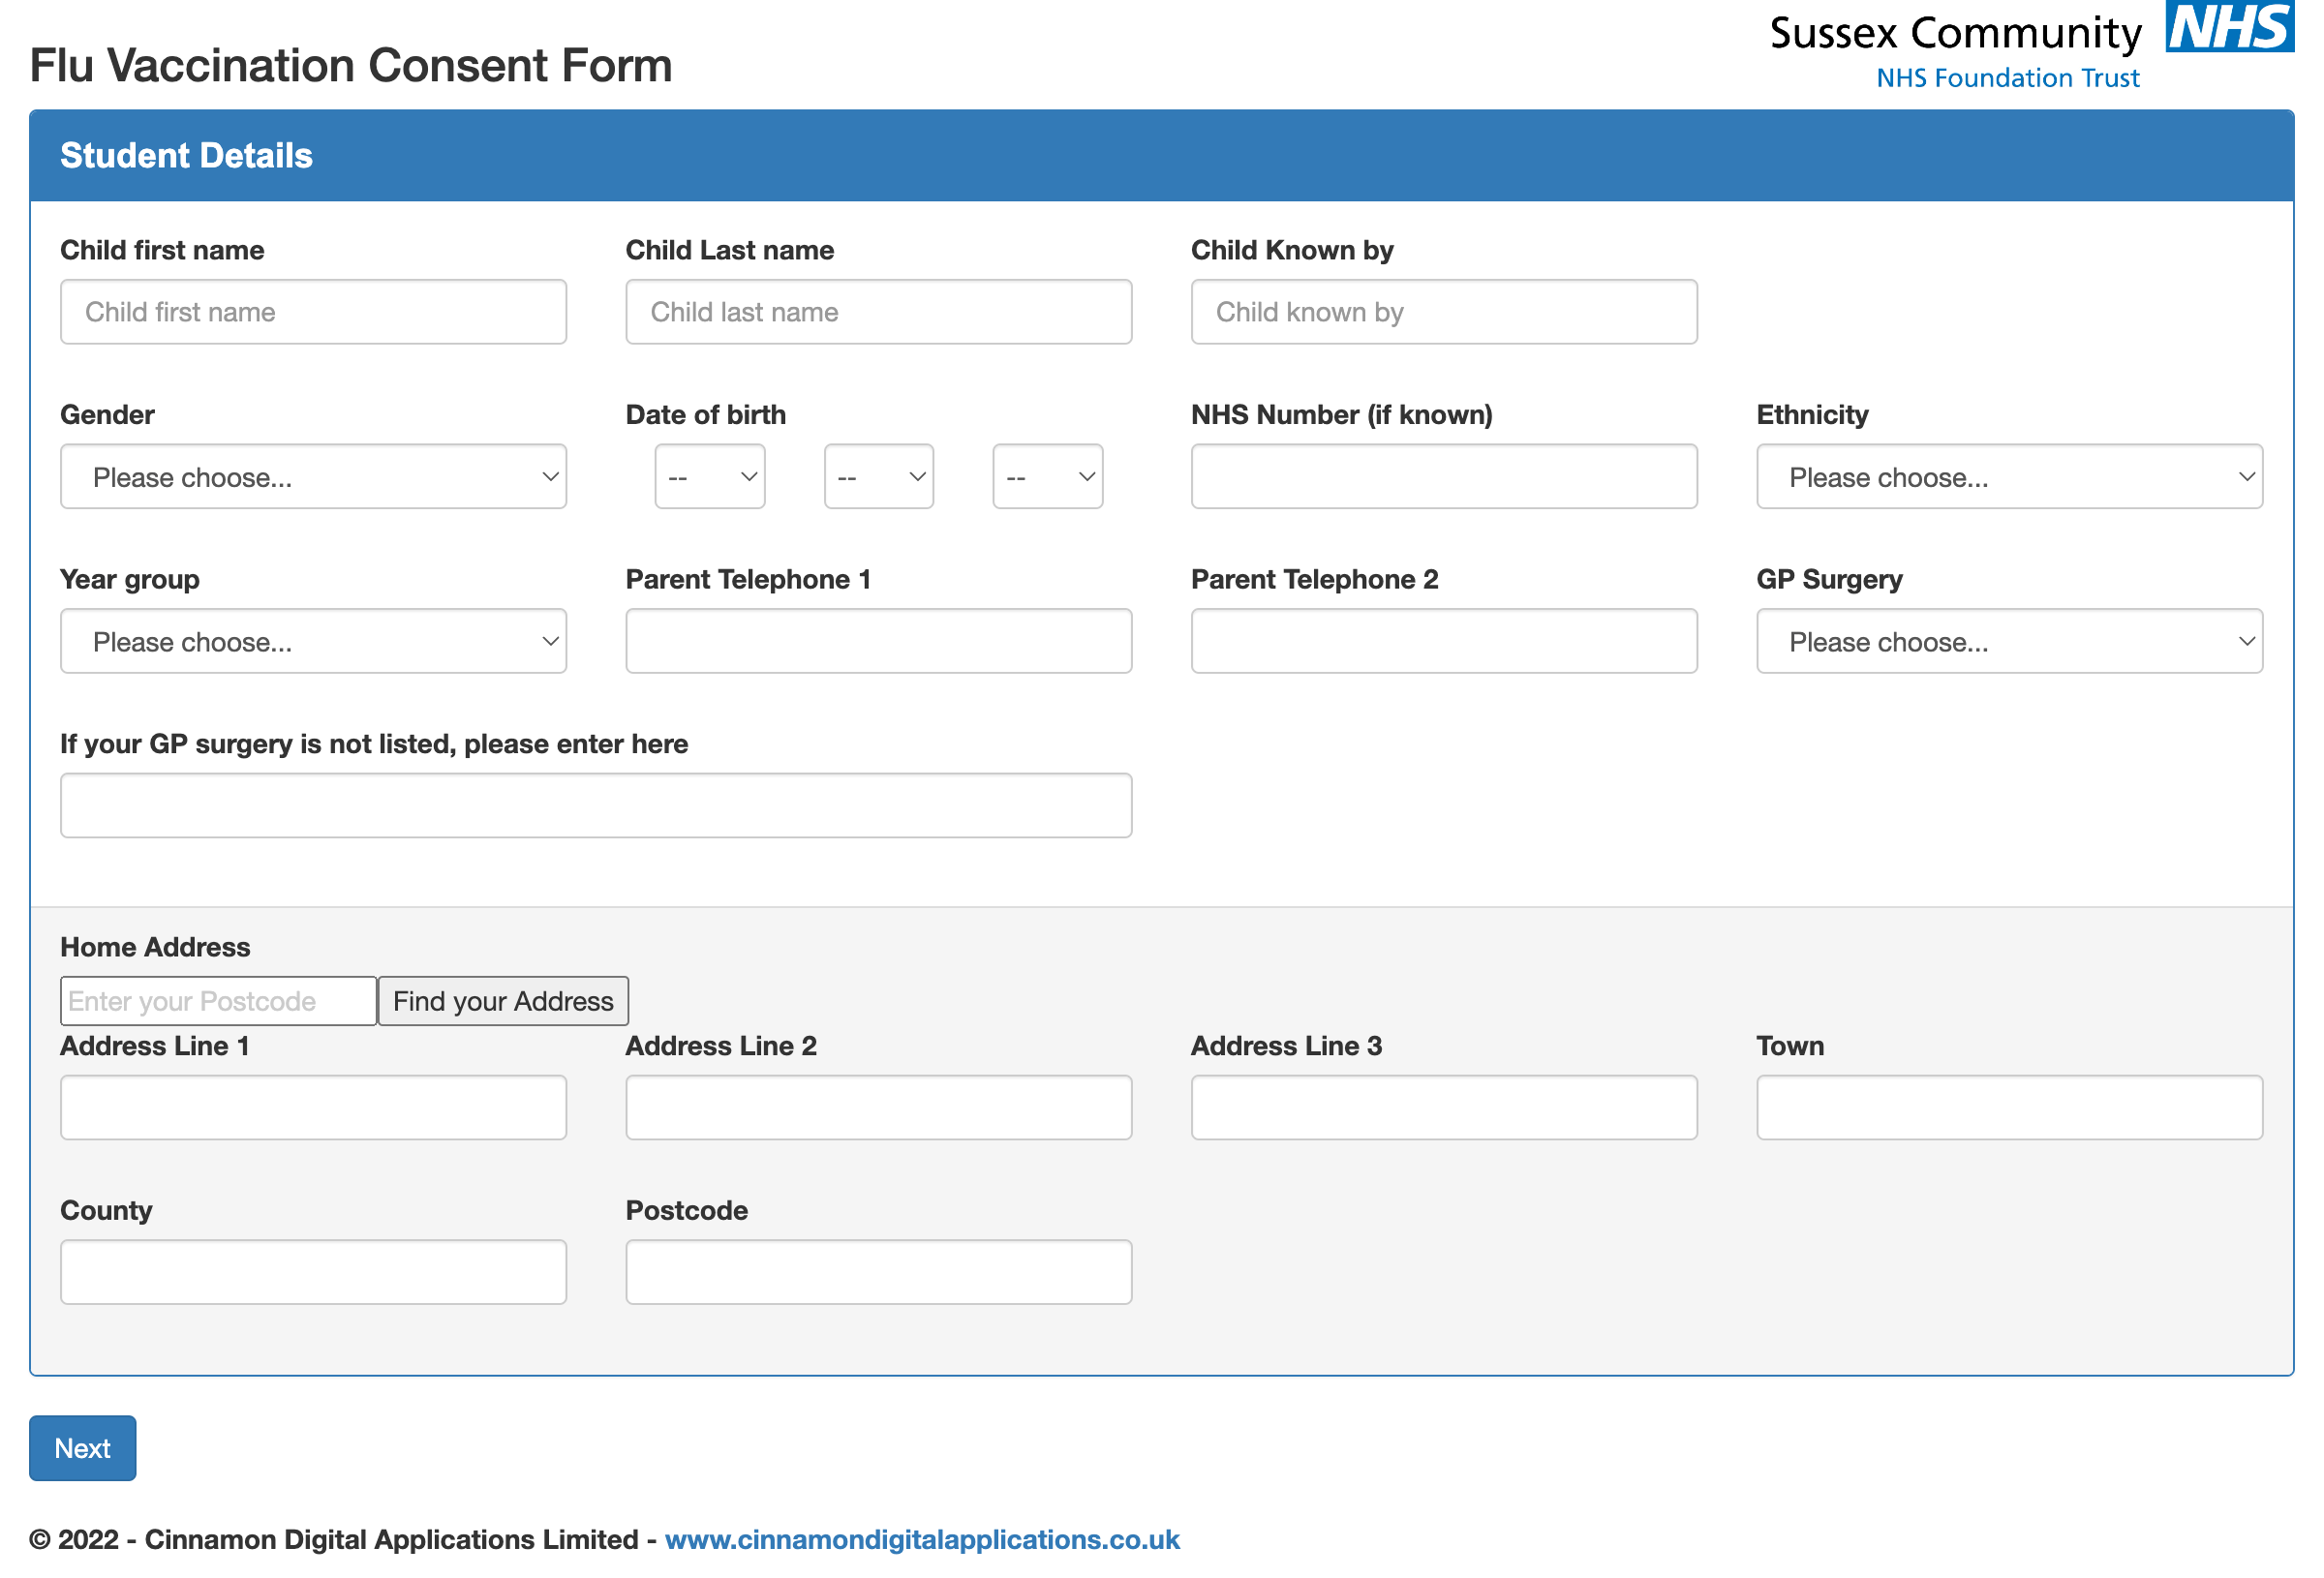 Flu Vaccination Consent Form
Sussex Community NHS
NHS Foundation Trust
Student Details
Child first name
Child Last name
Child Known by
Child first name
Child last name
Child known by
Gender
Date of birth
NHS Number (if known)
Ethnicity
Please choose...
--
--
--
Please choose...
Year group
Parent Telephone 1
Parent Telephone 2
GP Surgery
Please choose...
Please choose...
If your GP surgery is not listed, please enter here
Home Address
Enter your Postcode
Find your Address
Address Line 1
Address Line 2
Address Line 3
Town
County
Postcode
Next
© 2022 - Cinnamon Digital Applications Limited - www.cinnamondigitalapplications.co.uk